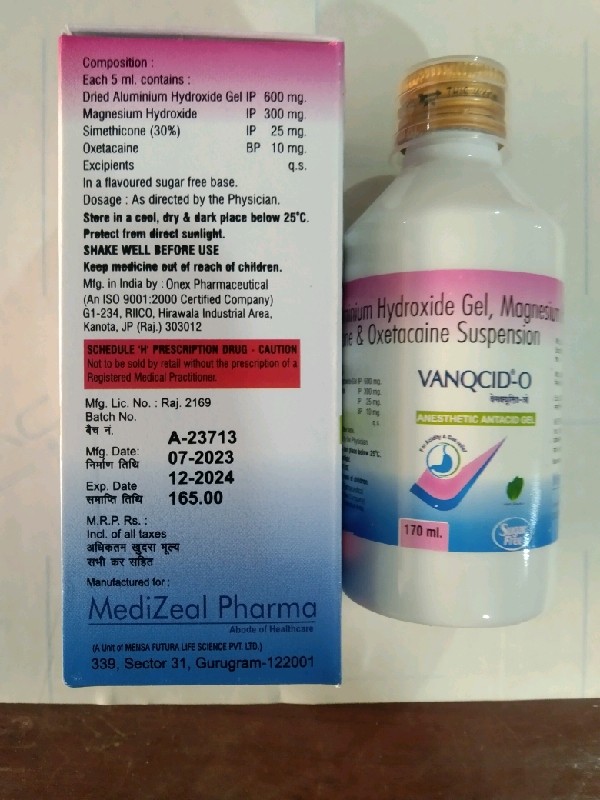 Composition :
Each 5 ml. contains :
Dried Aluminium Hydroxide Gel IP 600 mg.
Magnesium Hydroxide IP 300 mg.
Simethicone (30%) IP 25 mg.
Oxetacaine BP 10 mg.
Excipients q.s.
In a flavoured sugar free base.
Dosage : As directed by the Physician.
Store in a cool, dry & dark place below 25°C.
Protect from direct sunlight.
SHAKE WELL BEFORE USE
Keep medicine out of reach of children.
Mfg. in India by : Onex Pharmaceutical
(An ISO 9001:2000 Certified Company)
G1-234, RIICO, Hirawala Industrial Area,
Kanota, JP (Raj.) 303012
SCHEDULE 'H' PRESCRIPTION DRUG - CAUTION
Not to be sold by retail without the prescription of a
Registered Medical Practitioner.
Mfg. Lic. No. : Raj. 2169
Batch No.
बैच नं.
A-23713
Mfg. Date:
निर्माण तिथि
07-2023
Exp. Date
समाप्ति तिथि
12-2024
165.00
M.R.P. Rs. :
Incl. of all taxes
अधिकतम खुदरा मूल्य
सभी कर सहित
Manufactured for :
MediZeal Pharma
Abode of Healthcare
(A Unit of MENSA FUTURA LIFE SCIENCE PVT. LTD.)
339, Sector 31, Gurugram-122001
inium Hydroxide Gel, Magnesium
ne & Oxetacaine Suspension
VANQCID®-O
ANESTHETIC ANTACID GEL
For Acidity & Gas relief
170 ml.
Sugar
Free